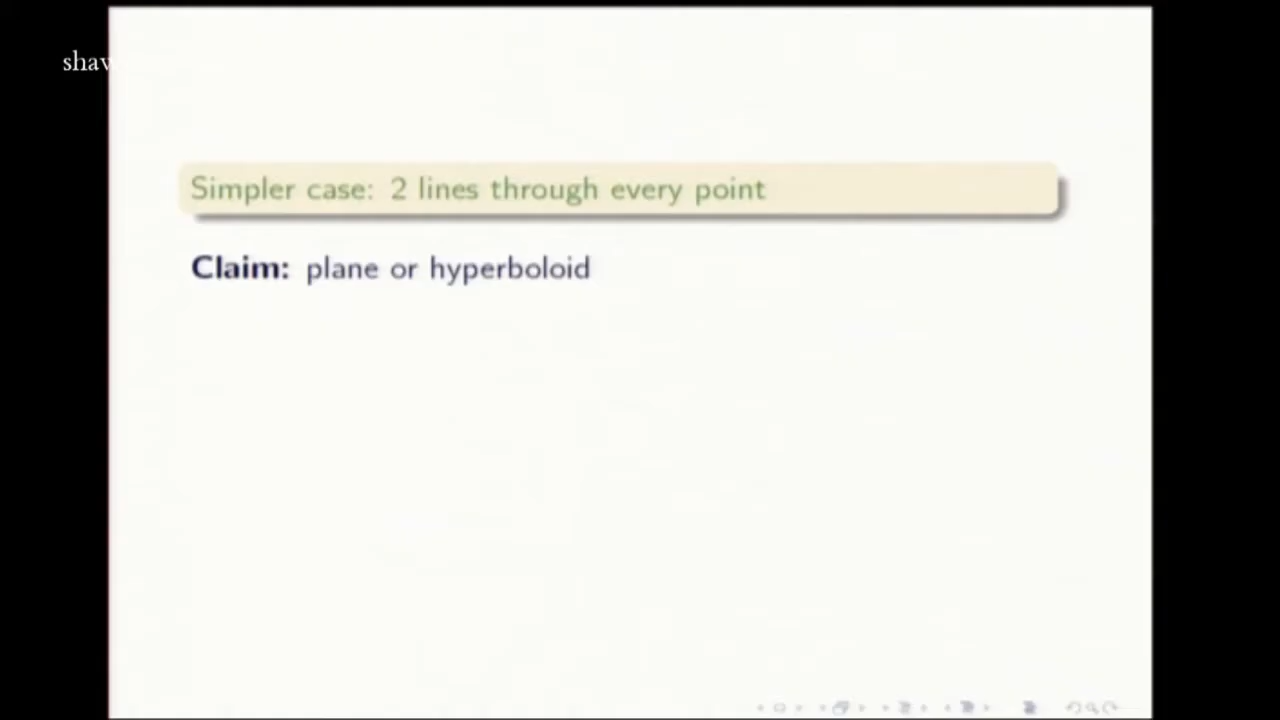 Simpler case: 2 lines through every point
Claim: plane or hyperboloid